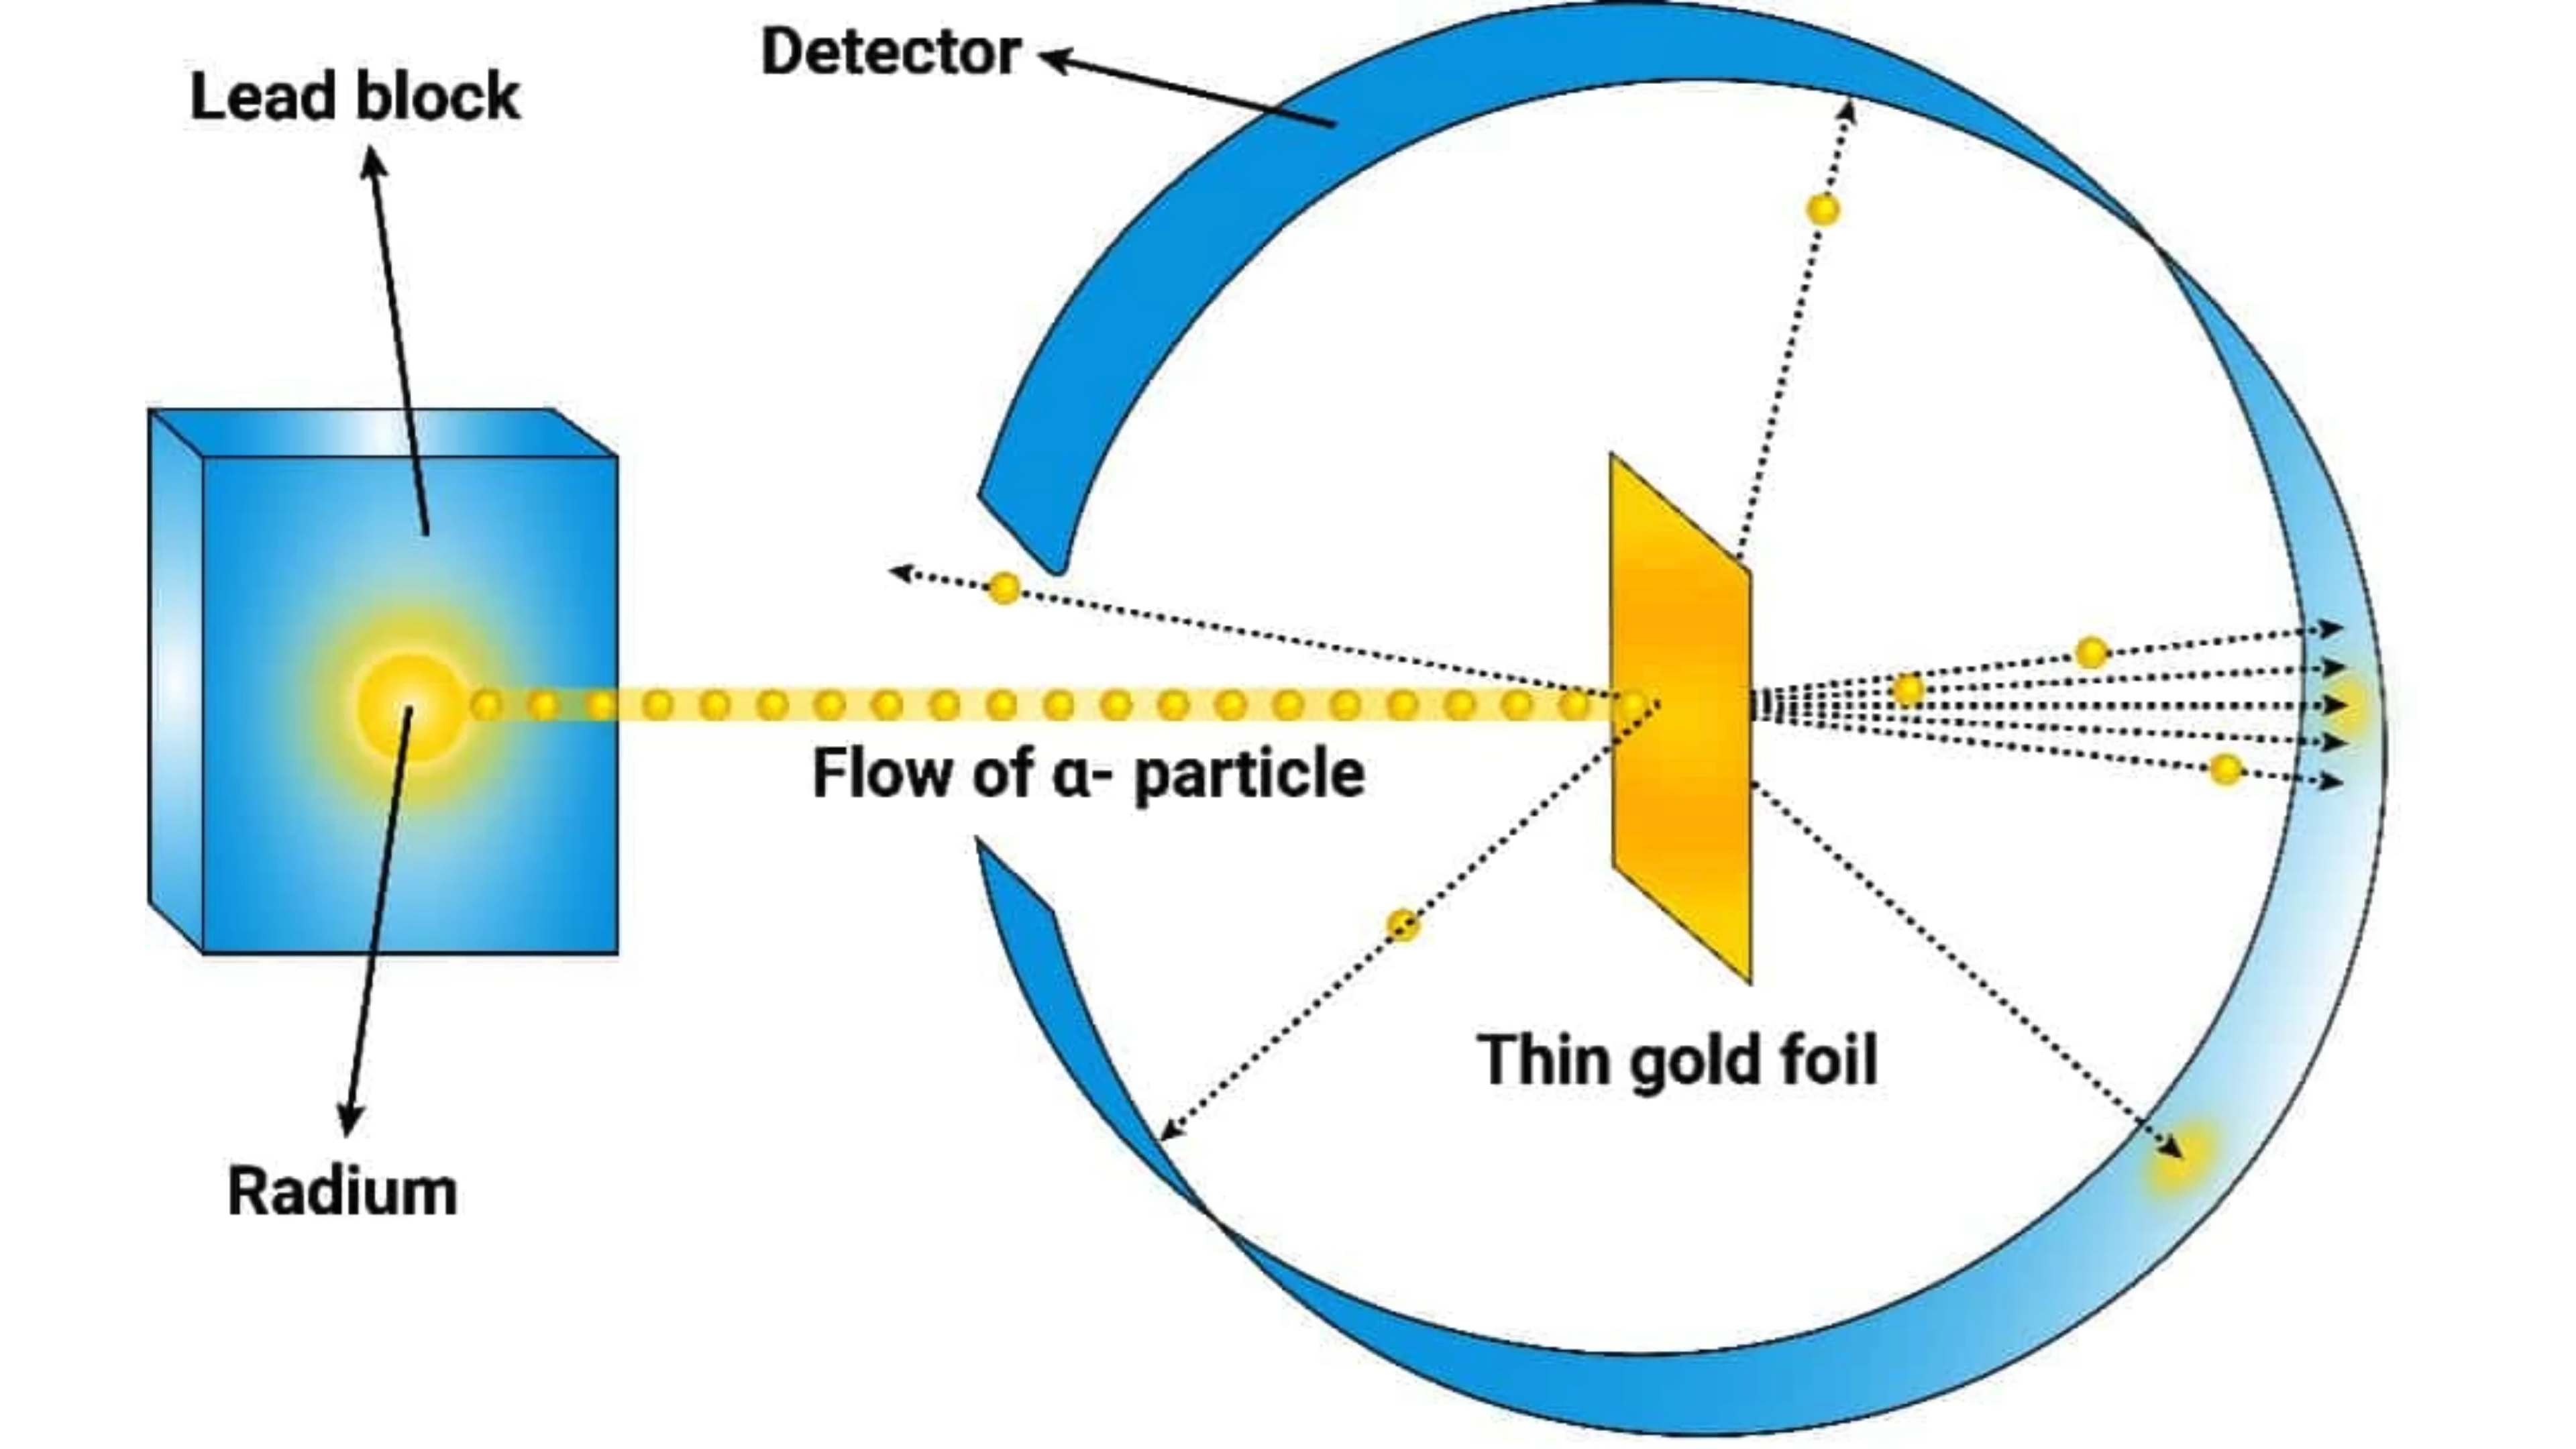 Detector
Lead block
Flow of α- particle
Thin gold foil
Radium